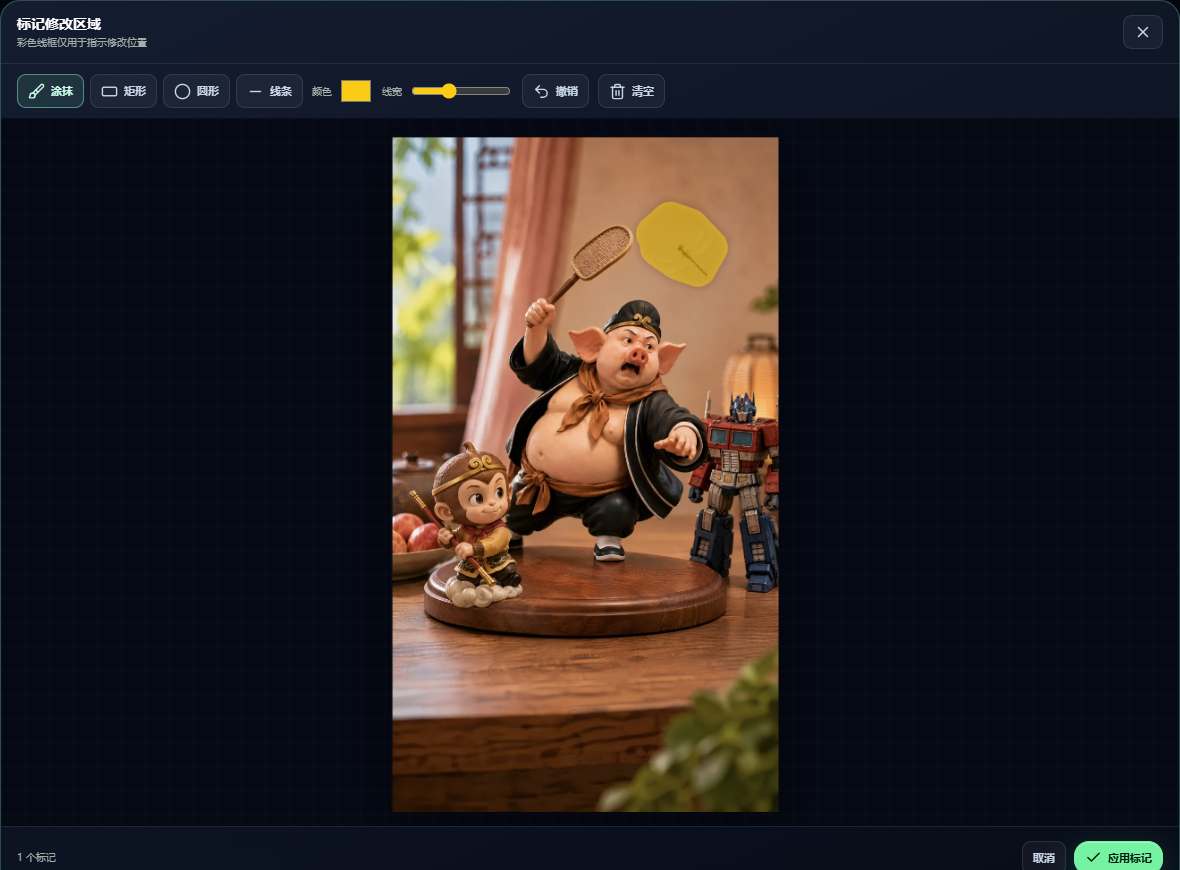 标记修改区域
彩色线框仅用于指示修改位置
涂抹
矩形
圆形
线条
颜色
线宽
撤销
清空
1 个标记
取消
应用标记